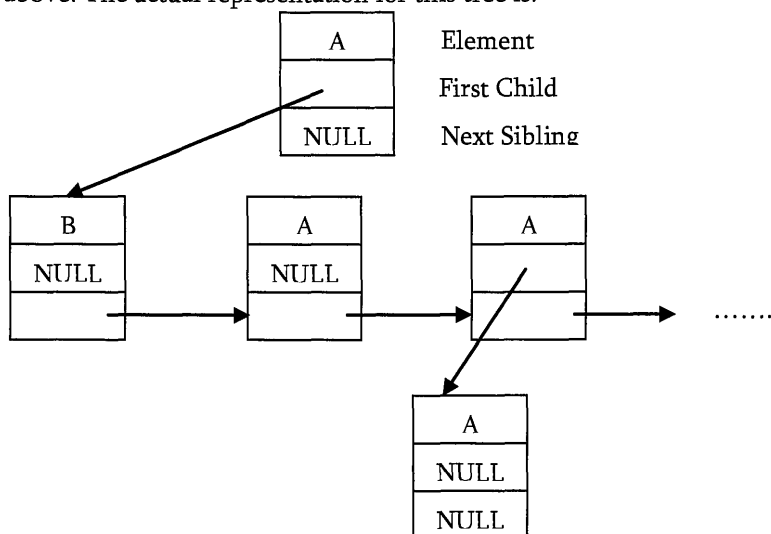 above. The actual representation for this tree is:
A Element
First Child
NULL Next Sibling
B A A
NULL NULL
.......
A
NULL
NULL